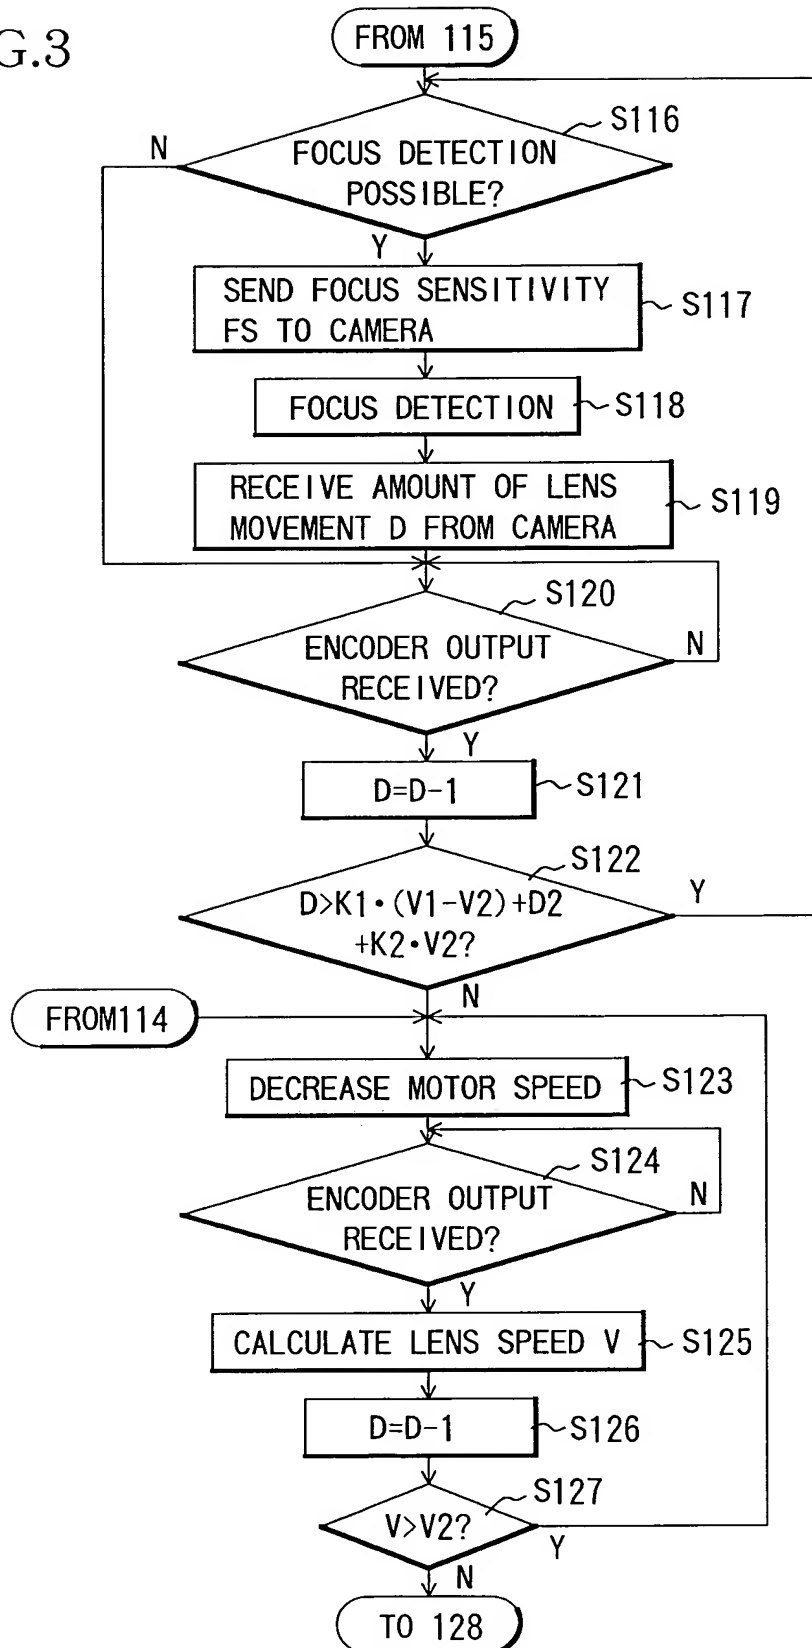 G.3
FROM 115
S116
N
FOCUS DETECTION
POSSIBLE?
Y
SEND FOCUS SENSITIVITY
FS TO CAMERA
S117
FOCUS DETECTION
S118
RECEIVE AMOUNT OF LENS
MOVEMENT D FROM CAMERA
S119
S120
ENCODER OUTPUT
RECEIVED?
N
Y
D=D-1
S121
S122
D>K1・(V1-V2)+D2
+K2・V2?
Y
N
FROM114
DECREASE MOTOR SPEED
S123
S124
ENCODER OUTPUT
RECEIVED?
N
Y
CALCULATE LENS SPEED V
S125
D=D-1
S126
S127
V>V2?
Y
N
TO 128